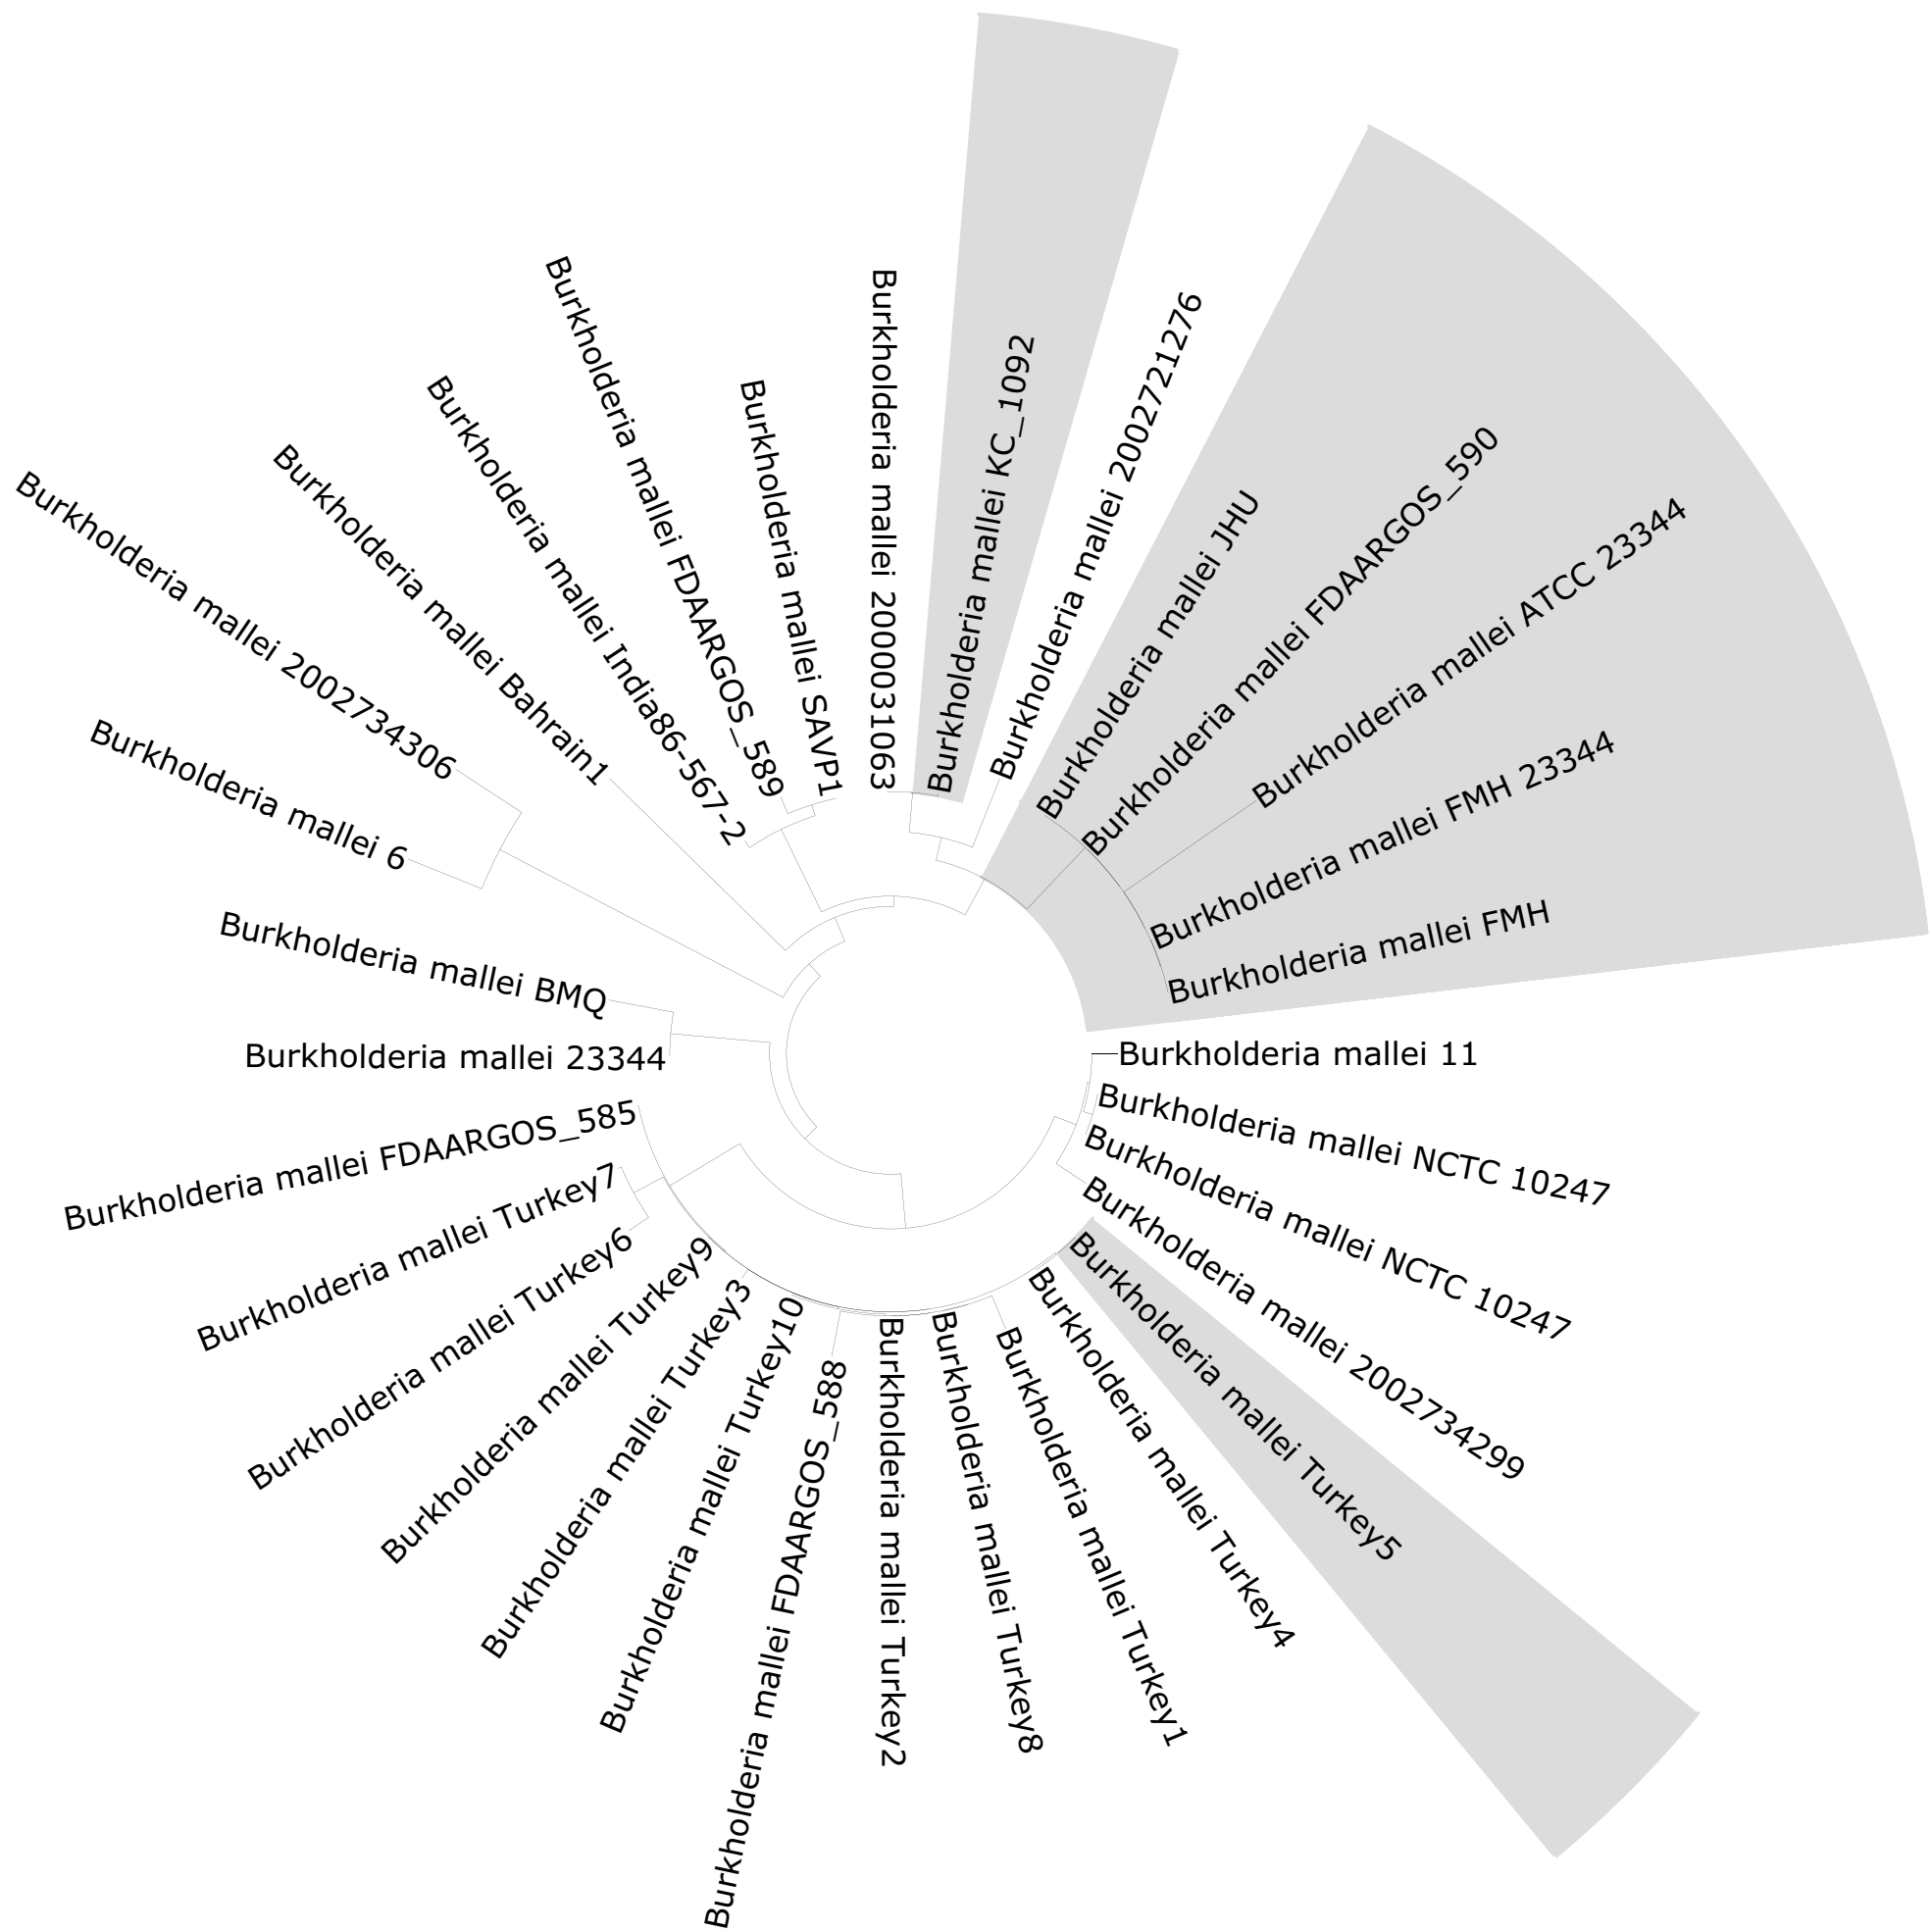 Burkholderia mallei 2000031063
Burkholderia mallei KC_1092
Burkholderia mallei 2002721276
Burkholderia mallei JHU
Burkholderia mallei FDAARGOS_590
Burkholderia mallei ATCC 23344
Burkholderia mallei FMH 23344
Burkholderia mallei FMH
Burkholderia mallei 11
Burkholderia mallei NCTC 10247
Burkholderia mallei NCTC 10247
Burkholderia mallei 2002734299
Burkholderia mallei Turkey5
Burkholderia mallei Turkey4
Burkholderia mallei Turkey1
Burkholderia mallei Turkey8
Burkholderia mallei Turkey2
Burkholderia mallei FDAARGOS_588
Burkholderia mallei Turkey10
Burkholderia mallei Turkey3
Burkholderia mallei Turkey9
Burkholderia mallei Turkey6
Burkholderia mallei Turkey7
Burkholderia mallei FDAARGOS_585
Burkholderia mallei 23344
Burkholderia mallei BMQ
Burkholderia mallei 6
Burkholderia mallei 2002734306
Burkholderia mallei Bahrain1
Burkholderia mallei India86-567-2
Burkholderia mallei FDAARGOS_589
Burkholderia mallei SAVP1